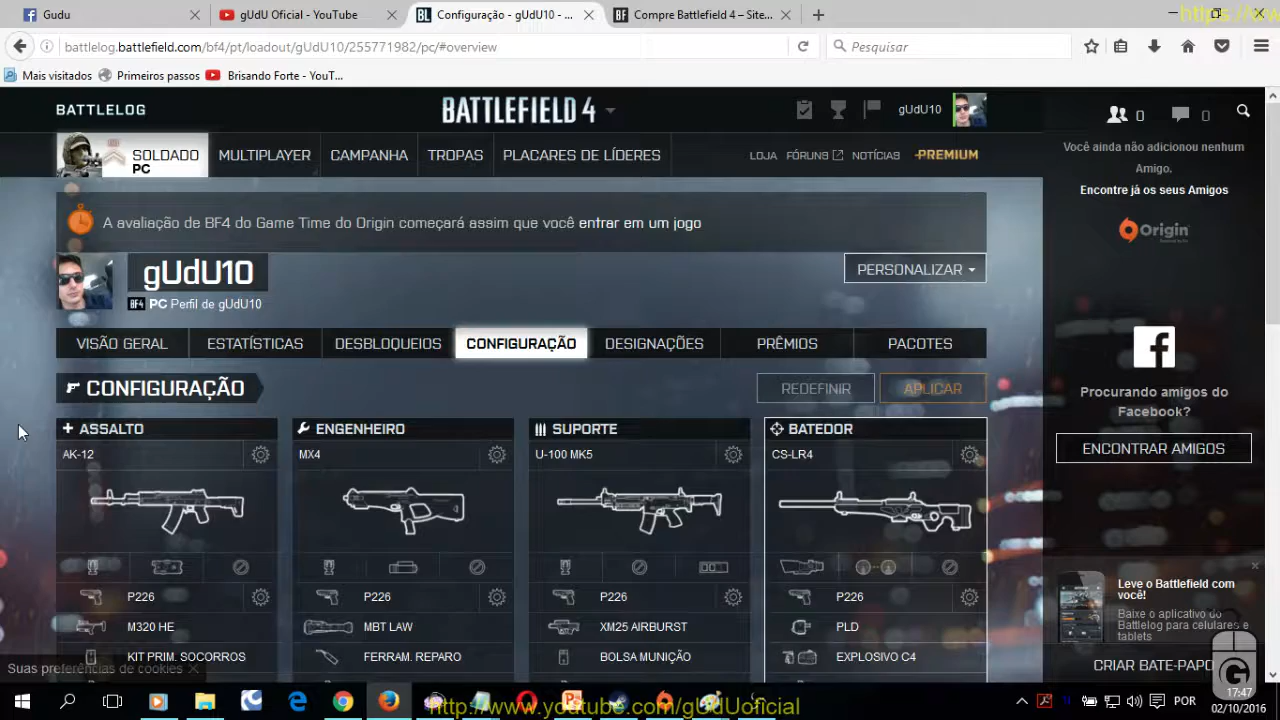 Gudu
gUdU Oficial - YouTube
Configuração - gUdU10 - ...
Compre Battlefield 4 – Site...
battlelog.battlefield.com/bf4/pt/loadout/gUdU10/255771982/pc/#overview
Pesquisar
Mais visitados
Primeiros passos
Brisando Forte - YouT...
BATTLELOG
BATTLEFIELD 4
gUdU10
0
0
SOLDADO
PC
MULTIPLAYER
CAMPANHA
TROPAS
PLACARES DE LÍDERES
LOJA
FÓRUNS
NOTÍCIAS
PREMIUM
Você ainda não adicionou nenhum
Amigo.
Encontre já os seus Amigos
Origin
A avaliação de BF4 do Game Time do Origin começará assim que você entrar em um jogo
gUdU10
BF4 PC Perfil de gUdU10
PERSONALIZAR
VISÃO GERAL
ESTATÍSTICAS
DESBLOQUEIOS
CONFIGURAÇÃO
DESIGNAÇÕES
PRÊMIOS
PACOTES
CONFIGURAÇÃO
REDEFINIR
APLICAR
Procurando amigos do
Facebook?
ENCONTRAR AMIGOS
ASSALTO
ENGENHEIRO
SUPORTE
BATEDOR
AK-12
MX4
U-100 MK5
CS-LR4
P226
P226
P226
P226
M320 HE
MBT LAW
XM25 AIRBURST
PLD
KIT PRIM. SOCORROS
FERRAM. REPARO
BOLSA MUNIÇÃO
EXPLOSIVO C4
Leve o Battlefield com
você!
Baixe o aplicativo do
Battlelog para celulares e
tablets
CRIAR BATE-PAPO
Suas preferências de cookies
http://www.youtube.com/gUdUoficial
POR
17:47
02/10/2016